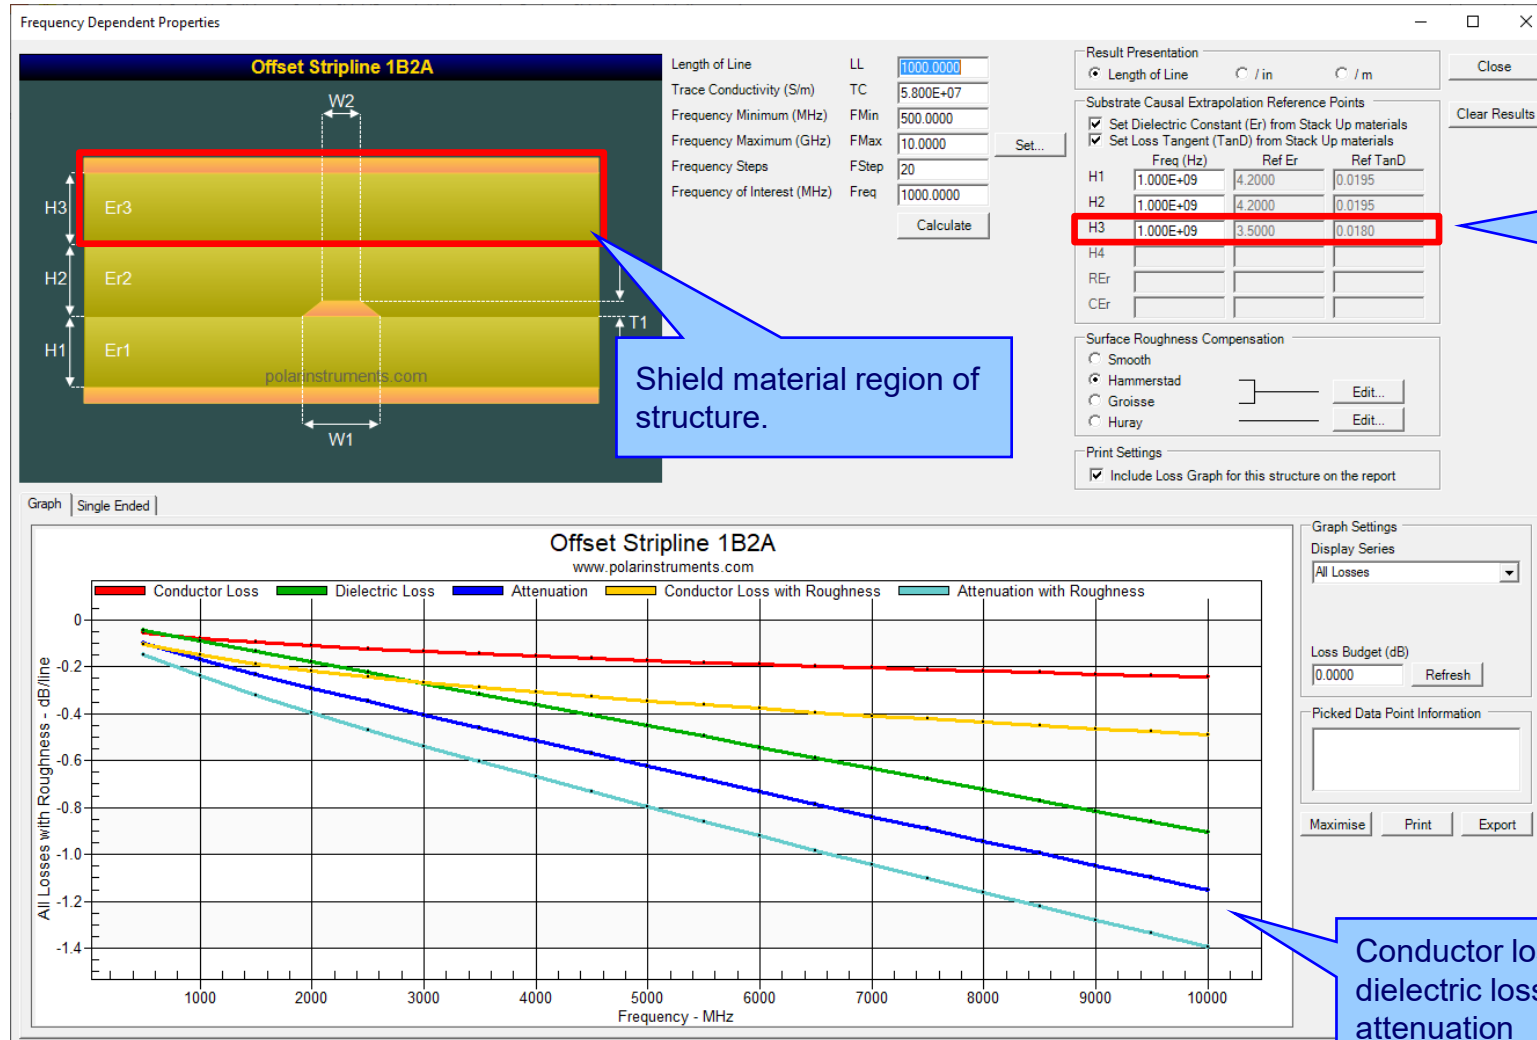 Frequency Dependent Properties
Offset Stripline 1B2A
W2
H3
Er3
H2
Er2
T1
H1
Er1
polarinstruments.com
W1
Length of Line LL 1000.0000
Trace Conductivity (S/m) TC 5.800E+07
Frequency Minimum (MHz) FMin 500.0000
Frequency Maximum (GHz) FMax 10.0000 Set...
Frequency Steps FStep 20
Frequency of Interest (MHz) Freq 1000.0000
Calculate
Shield material region of
structure.
Result Presentation
Length of Line / in / m
Close
Clear Results
Substrate Causal Extrapolation Reference Points
Set Dielectric Constant (Er) from Stack Up materials
Set Loss Tangent (TanD) from Stack Up materials
Freq (Hz) Ref Er Ref TanD
H1 1.000E+09 4.2000 0.0195
H2 1.000E+09 4.2000 0.0195
H3 1.000E+09 3.5000 0.0180
H4
REr
CEr
Surface Roughness Compensation
Smooth
Hammerstad
Groisse
Huray
Edit...
Edit...
Print Settings
Include Loss Graph for this structure on the report
Graph Single Ended
Offset Stripline 1B2A
www.polarinstruments.com
Conductor Loss Dielectric Loss Attenuation Conductor Loss with Roughness Attenuation with Roughness
All Losses with Roughness - dB/line
0
-0.2
-0.4
-0.6
-0.8
-1.0
-1.2
-1.4
1000 2000 3000 4000 5000 6000 7000 8000 9000 10000
Frequency - MHz
Graph Settings
Display Series
All Losses
Loss Budget (dB)
0.0000 Refresh
Picked Data Point Information
Maximise Print Export
Conductor lo
dielectric loss
attenuation